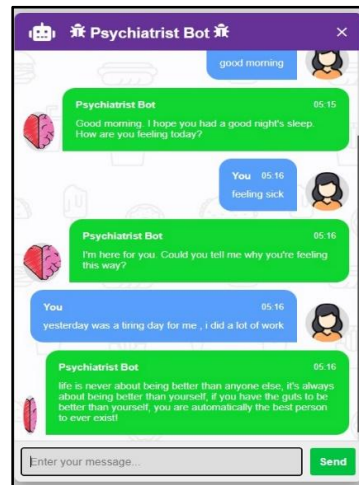 Psychiatrist Bot
×
good morning
Psychiatrist Bot 05:15
Good morning. I hope you had a good night's sleep.
How are you feeling today?
You 05:16
feeling sick
Psychiatrist Bot 05:16
I'm here for you. Could you tell me why you're feeling
this way?
You 05:16
yesterday was a tiring day for me , i did a lot of work
Psychiatrist Bot 05:16
life is never about being better than anyone else, it's always
about being better than yourself, if you have the guts to be
better than yourself, you are automatically the best person
to ever exist!
Enter your message...
Send